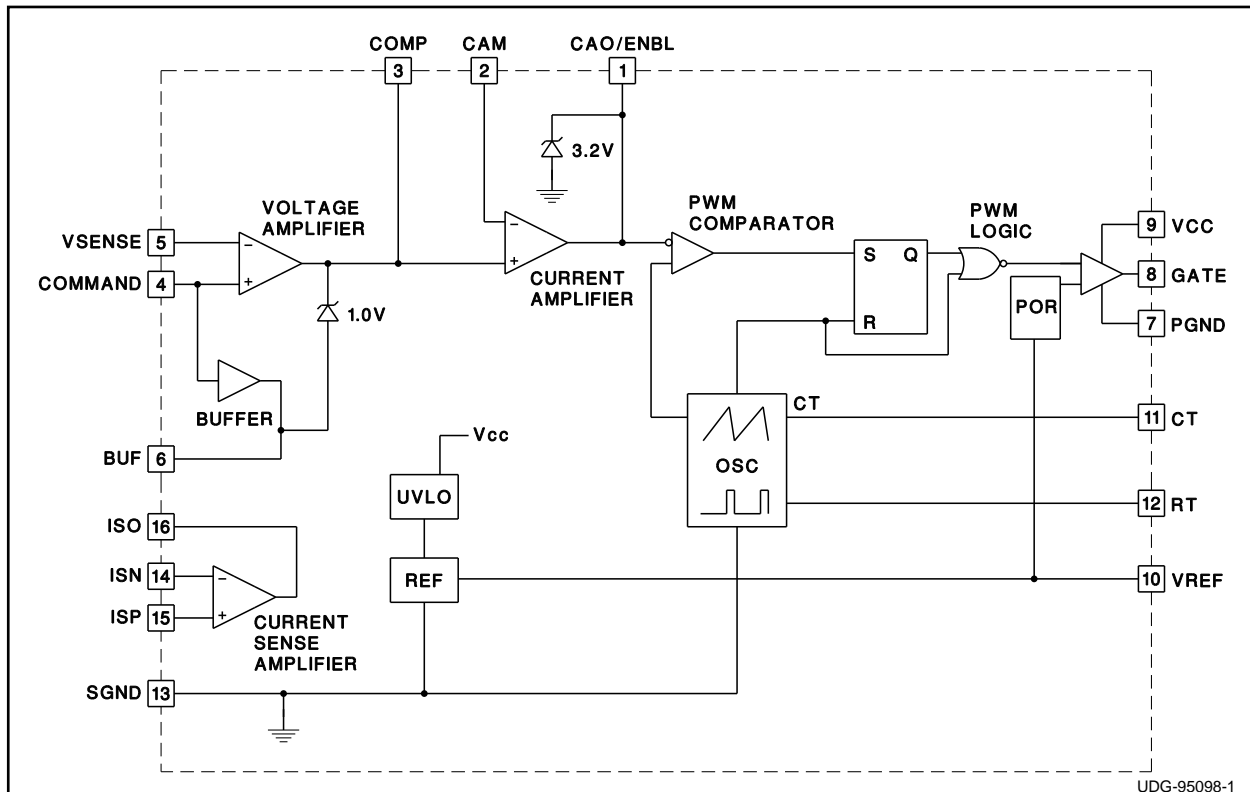 COMP CAM CAO/ENBL
3 2 1
3.2V
VOLTAGE
AMPLIFIER
PWM
COMPARATOR
PWM
LOGIC
VSENSE 5
COMMAND 4
−
+
−
+
CURRENT
AMPLIFIER
S Q
R
POR
9 VCC
8 GATE
7 PGND
1.0V
BUFFER
BUF 6
CT
OSC
11 CT
12 RT
10 VREF
Vcc
UVLO
REF
ISO 16
ISN 14
ISP 15
−
+
CURRENT
SENSE
AMPLIFIER
SGND 13
UDG-95098-1